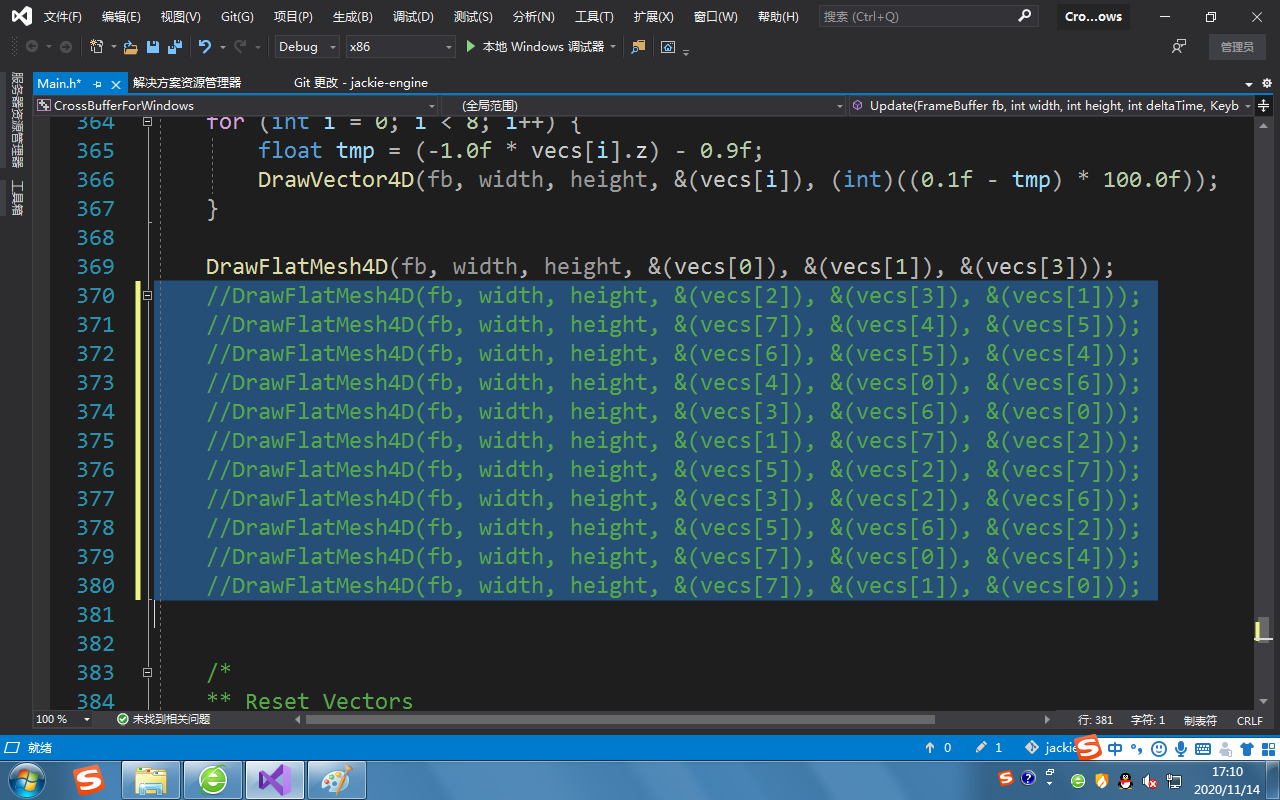 文件(F) 编辑(E) 视图(V) Git(G) 项目(P) 生成(B) 调试(D) 测试(S) 分析(N) 工具(T) 扩展(X) 窗口(W) 帮助(H) 搜索 (Ctrl+Q) Cro...ows
Debug x86 本地 Windows 调试器 管理员
服务器资源管理器
工具箱
Main.h* 解决方案资源管理器 Git 更改 - jackie-engine
CrossBufferForWindows (全局范围) Update(FrameBuffer fb, int width, int height, int deltaTime, Keyb
364 for (int i = 0; i < 8; i++) {
365 float tmp = (-1.0f * vecs[i].z) - 0.9f;
366 DrawVector4D(fb, width, height, &(vecs[i]), (int)((0.1f - tmp) * 100.0f));
367 }
368
369 DrawFlatMesh4D(fb, width, height, &(vecs[0]), &(vecs[1]), &(vecs[3]));
370 //DrawFlatMesh4D(fb, width, height, &(vecs[2]), &(vecs[3]), &(vecs[1]));
371 //DrawFlatMesh4D(fb, width, height, &(vecs[7]), &(vecs[4]), &(vecs[5]));
372 //DrawFlatMesh4D(fb, width, height, &(vecs[6]), &(vecs[5]), &(vecs[4]));
373 //DrawFlatMesh4D(fb, width, height, &(vecs[4]), &(vecs[0]), &(vecs[6]));
374 //DrawFlatMesh4D(fb, width, height, &(vecs[3]), &(vecs[6]), &(vecs[0]));
375 //DrawFlatMesh4D(fb, width, height, &(vecs[1]), &(vecs[7]), &(vecs[2]));
376 //DrawFlatMesh4D(fb, width, height, &(vecs[5]), &(vecs[2]), &(vecs[7]));
377 //DrawFlatMesh4D(fb, width, height, &(vecs[3]), &(vecs[2]), &(vecs[6]));
378 //DrawFlatMesh4D(fb, width, height, &(vecs[5]), &(vecs[6]), &(vecs[2]));
379 //DrawFlatMesh4D(fb, width, height, &(vecs[7]), &(vecs[0]), &(vecs[4]));
380 //DrawFlatMesh4D(fb, width, height, &(vecs[7]), &(vecs[1]), &(vecs[0]));
381
382
383 /*
384 ** Reset Vectors
100 % 未找到相关问题 行: 381 字符: 1 制表符 CRLF
就绪 0 1 jackie 中
17:10
2020/11/14